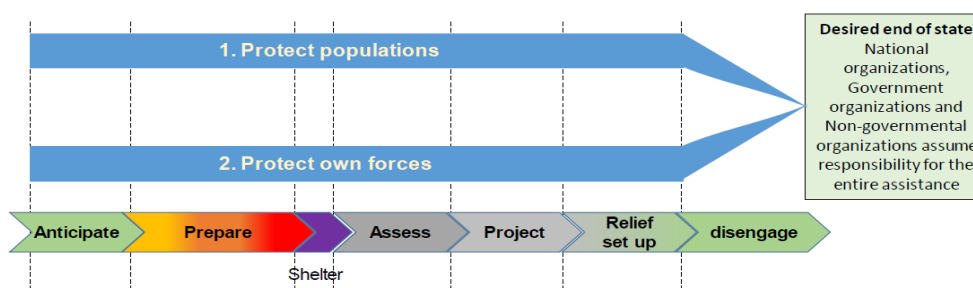 1. Protect populations
2. Protect own forces
Desired end of state
National
organizations,
Government
organizations and
Non-governmental
organizations assume
responsibility for the
entire assistance
Anticipate
Prepare
Shelter
Assess
Project
Relief
set up
disengage